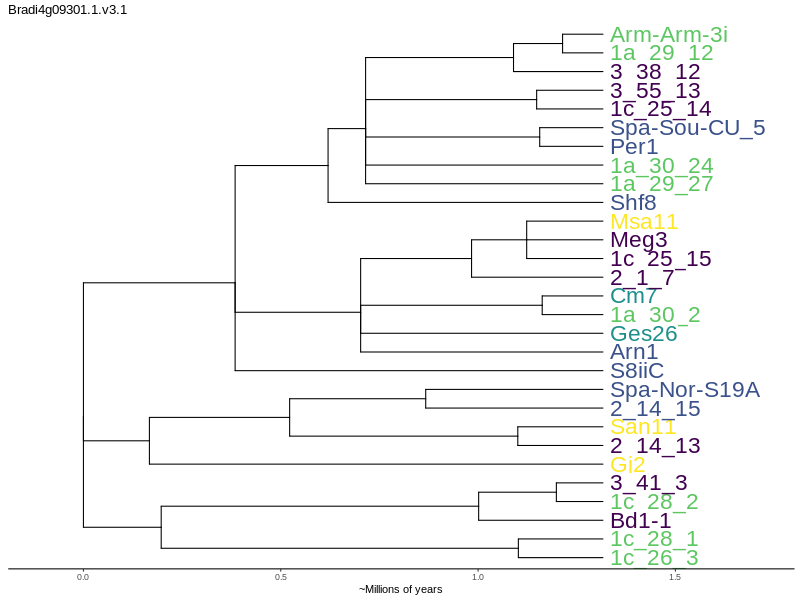 Bradi4g09301.1.v3.1
Arm-Arm-3i
1a_29_12
3_38_12
3_55_13
1c_25_14
Spa-Sou-CU_5
Per1
1a_30_24
1a_29_27
Shf8
Msa11
Meg3
1c_25_15
2_1_7
Cm7
1a_30_2
Ges26
Arn1
S8iiC
Spa-Nor-S19A
2_14_15
San11
2_14_13
Gj2
3_41_3
1c_28_2
Bd1-1
1c_28_1
1c_26_3
0.0 0.5 1.0 1.5
~Millions of years